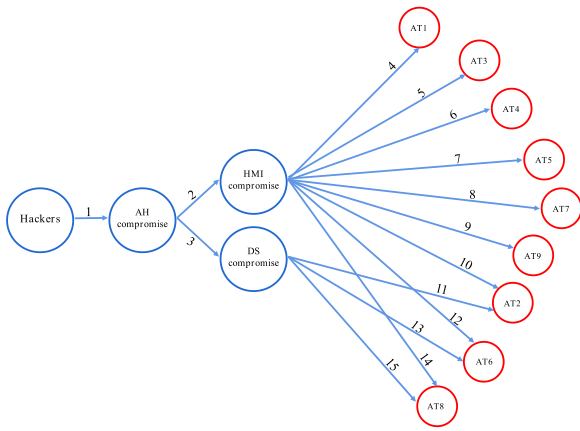 Hackers
1
AH
compromise
2
3
HMI
compromise
DS
compromise
4
5
6
7
8
9
10
11
12
13
14
15
AT1
AT3
AT4
AT5
AT7
AT9
AT2
AT6
AT8